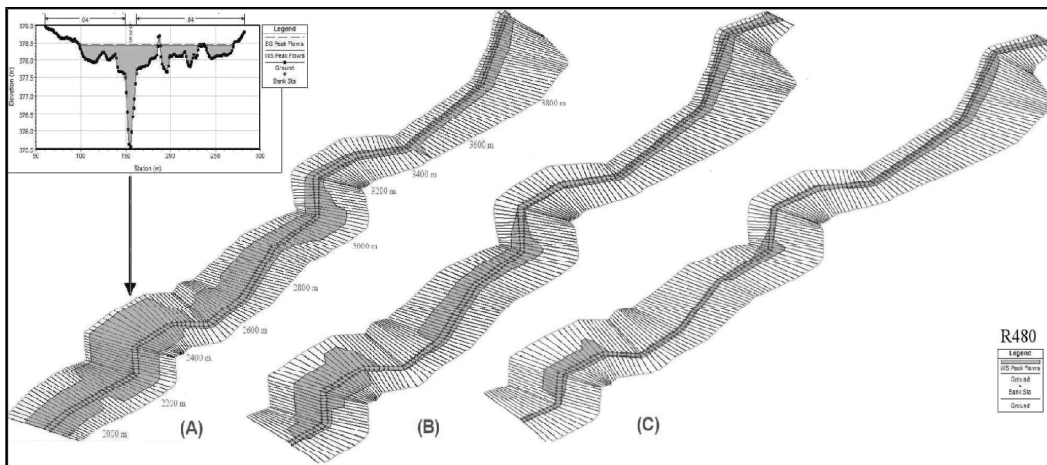 .04
.04
Legend
EG Peak Flows
WS Peak Flows
Ground
Bank Sta
Elevation (m)
379.0
378.5
378.0
377.5
377.0
376.5
376.0
375.5
50
100
150
200
250
300
Station (m)
3800 m
3600 m
3400 m
3200 m
3000 m
2800 m
2600 m
2400 m
2200 m
2000 m
(A)
(B)
(C)
R480
Legend
WS Peak Flows
Ground
Bank Sta
Ground